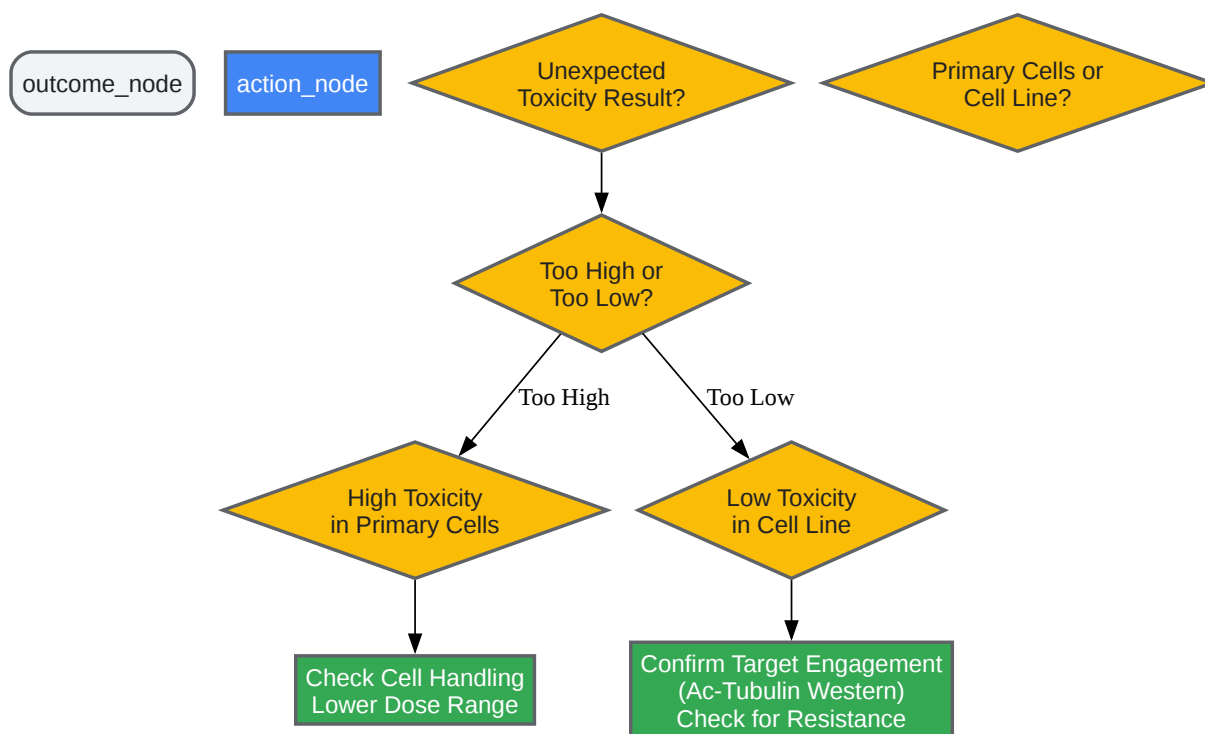 outcome_node
action_node
Unexpected
Toxicity Result?
Primary Cells or
Cell Line?
Too High or
Too Low?
Too High
Too Low
High Toxicity
in Primary Cells
Low Toxicity
in Cell Line
Check Cell Handling
Lower Dose Range
Confirm Target Engagement
(Ac-Tubulin Western)
Check for Resistance